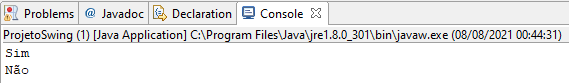 Problems @ Javadoc Declaration Console
ProjetoSwing (1) [Java Application] C:\Program Files\Java\jre1.8.0_301\bin\javaw.exe (08/08/2021 00:44:31)
Sim
Não